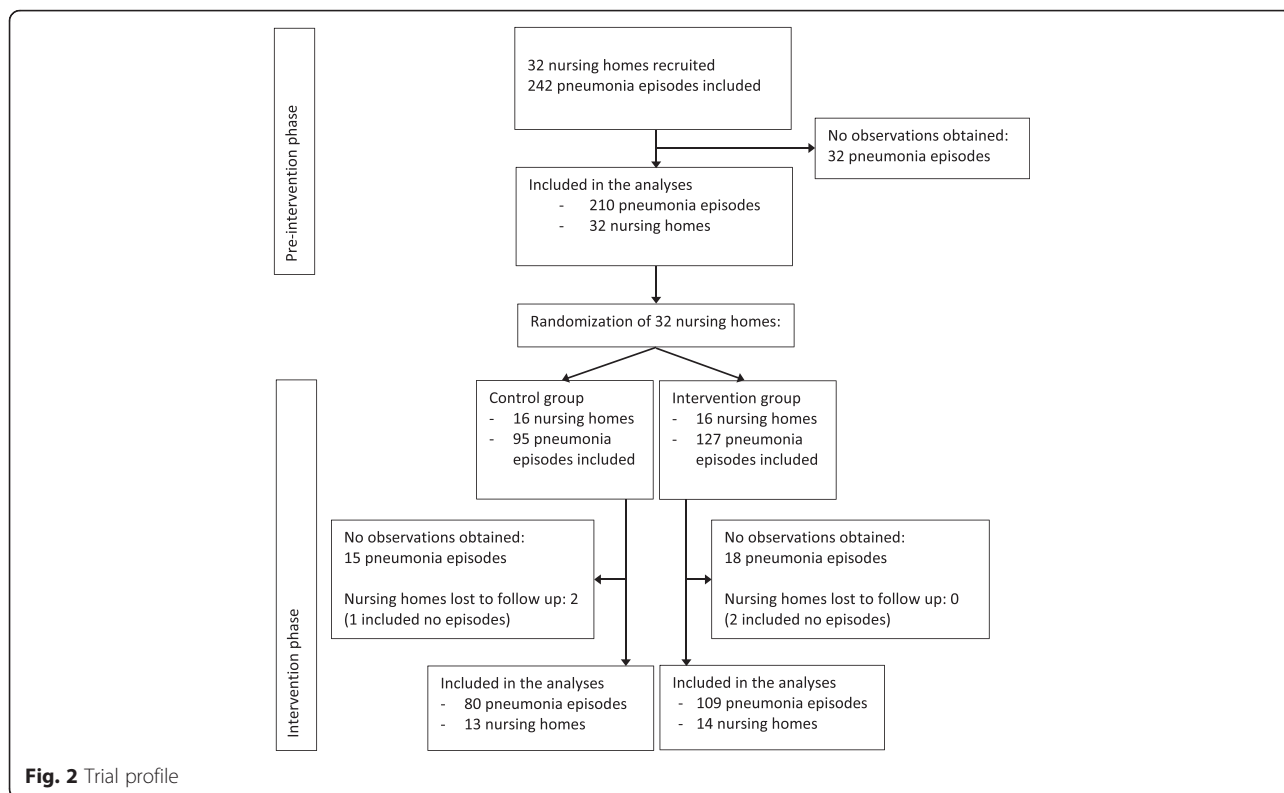 Pre-intervention phase
32 nursing homes recruited
242 pneumonia episodes included
No observations obtained:
32 pneumonia episodes
Included in the analyses
- 210 pneumonia episodes
- 32 nursing homes
Randomization of 32 nursing homes:
Intervention phase
Control group
- 16 nursing homes
- 95 pneumonia
episodes included
Intervention group
- 16 nursing homes
- 127 pneumonia
episodes included
No observations obtained:
15 pneumonia episodes
Nursing homes lost to follow up: 2
(1 included no episodes)
No observations obtained:
18 pneumonia episodes
Nursing homes lost to follow up: 0
(2 included no episodes)
Included in the analyses
- 80 pneumonia episodes
- 13 nursing homes
Included in the analyses
- 109 pneumonia episodes
- 14 nursing homes
Fig. 2 Trial profile